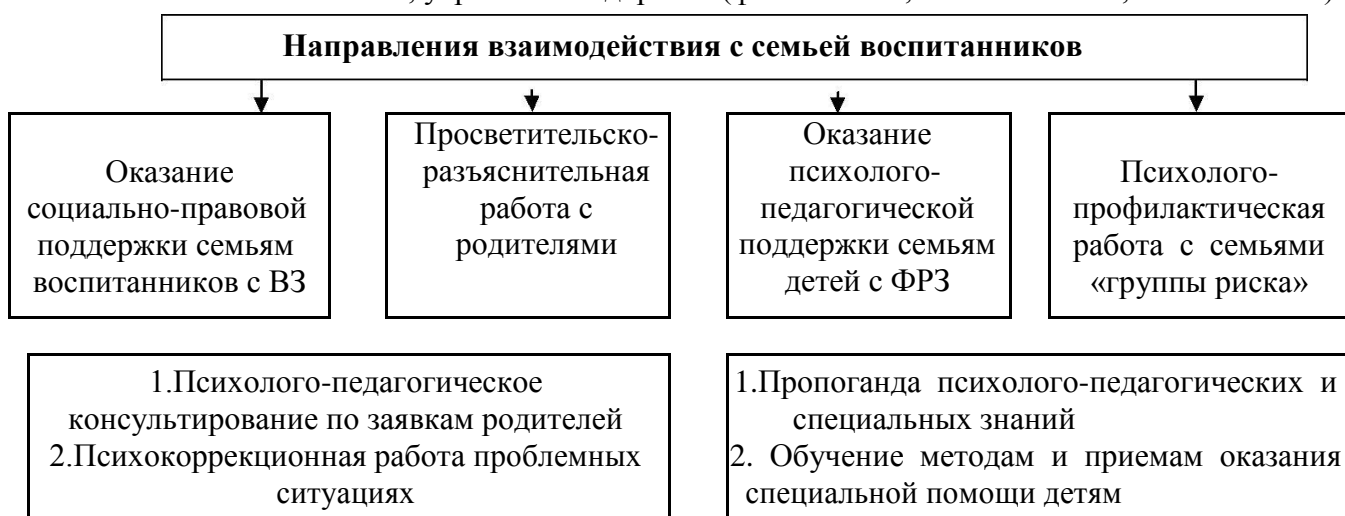 Направления взаимодействия с семьей воспитанников
Оказание
социально-правовой
поддержки семьям
воспитанников с ВЗ
Просветительско-
разъяснительная
работа с
родителями
Оказание
психолого-
педагогической
поддержки семьям
детей с ФРЗ
Психолого-
профилактическая
работа с семьями
«группы риска»
1.Психолого-педагогическое
консультирование по заявкам родителей
2.Психокоррекционная работа проблемных
ситуациях
1.Пропоганда психолого-педагогических и
специальных знаний
2. Обучение методам и приемам оказания
специальной помощи детям